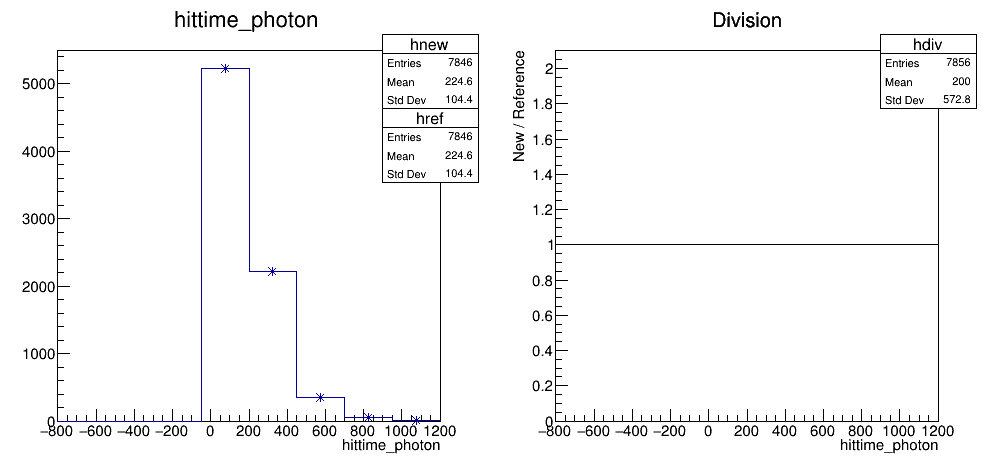 hittime_photon
hnew
Entries 7846
Mean 224.6
Std Dev 104.4
href
Entries 7846
Mean 224.6
Std Dev 104.4
5000
4000
3000
2000
1000
0
−800 −600 −400 −200 0 200 400 600 800 1000 1200
hittime_photon
Division
hdiv
Entries 7856
Mean 200
Std Dev 572.8
New / Reference
2
1.8
1.6
1.4
1.2
1
0.8
0.6
0.4
0.2
0
−800 −600 −400 −200 0 200 400 600 800 1000 1200
hittime_photon